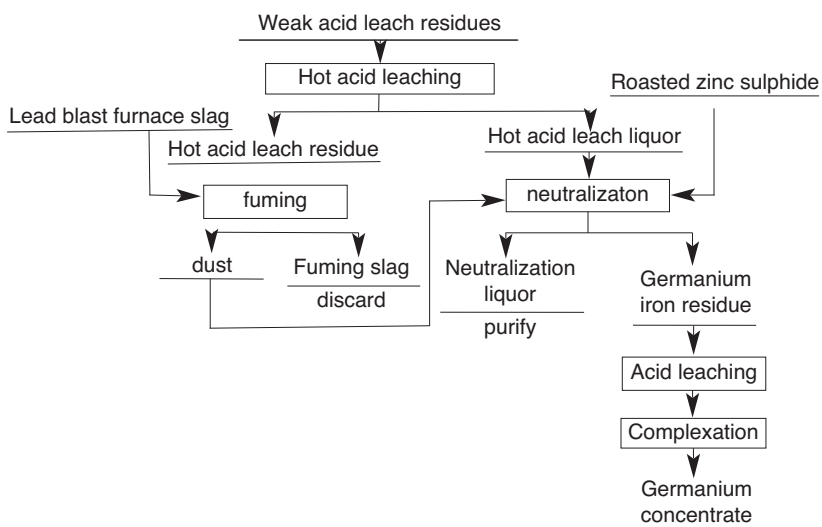 Weak acid leach residues
Hot acid leaching
Roasted zinc sulphide
Lead blast furnace slag
Hot acid leach residue
Hot acid leach liquor
fuming
neutralizaton
dust
Fuming slag
discard
Neutralization
liquor
purify
Germanium
iron residue
Acid leaching
Complexation
Germanium
concentrate